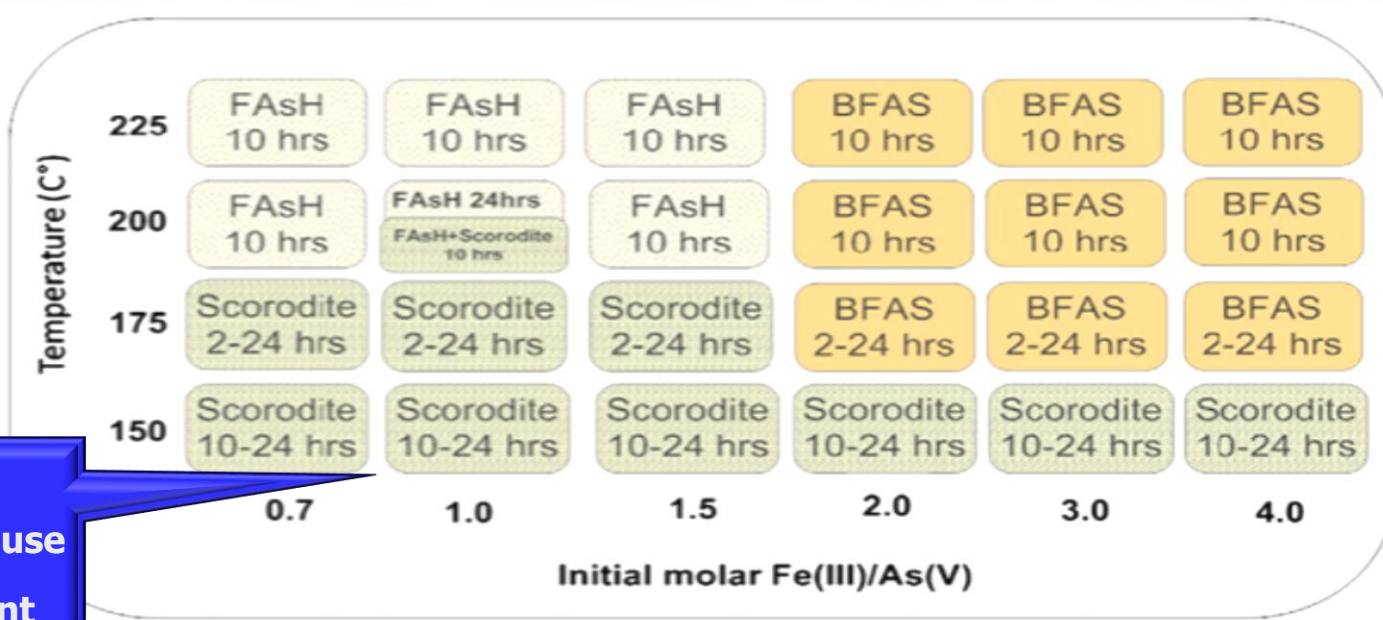 225
FAsH
10 hrs
FAsH
10 hrs
FAsH
10 hrs
BFAS
10 hrs
BFAS
10 hrs
BFAS
10 hrs
Temperature (C°)
200
FAsH
10 hrs
FAsH 24hrs
FAsH+Scorodite
10 hrs
FAsH
10 hrs
BFAS
10 hrs
BFAS
10 hrs
BFAS
10 hrs
175
Scorodite
2-24 hrs
Scorodite
2-24 hrs
Scorodite
2-24 hrs
BFAS
2-24 hrs
BFAS
2-24 hrs
BFAS
2-24 hrs
150
Scorodite
10-24 hrs
Scorodite
10-24 hrs
Scorodite
10-24 hrs
Scorodite
10-24 hrs
Scorodite
10-24 hrs
Scorodite
10-24 hrs
0.7 1.0 1.5 2.0 3.0 4.0
Initial molar Fe(III)/As(V)
use
nt